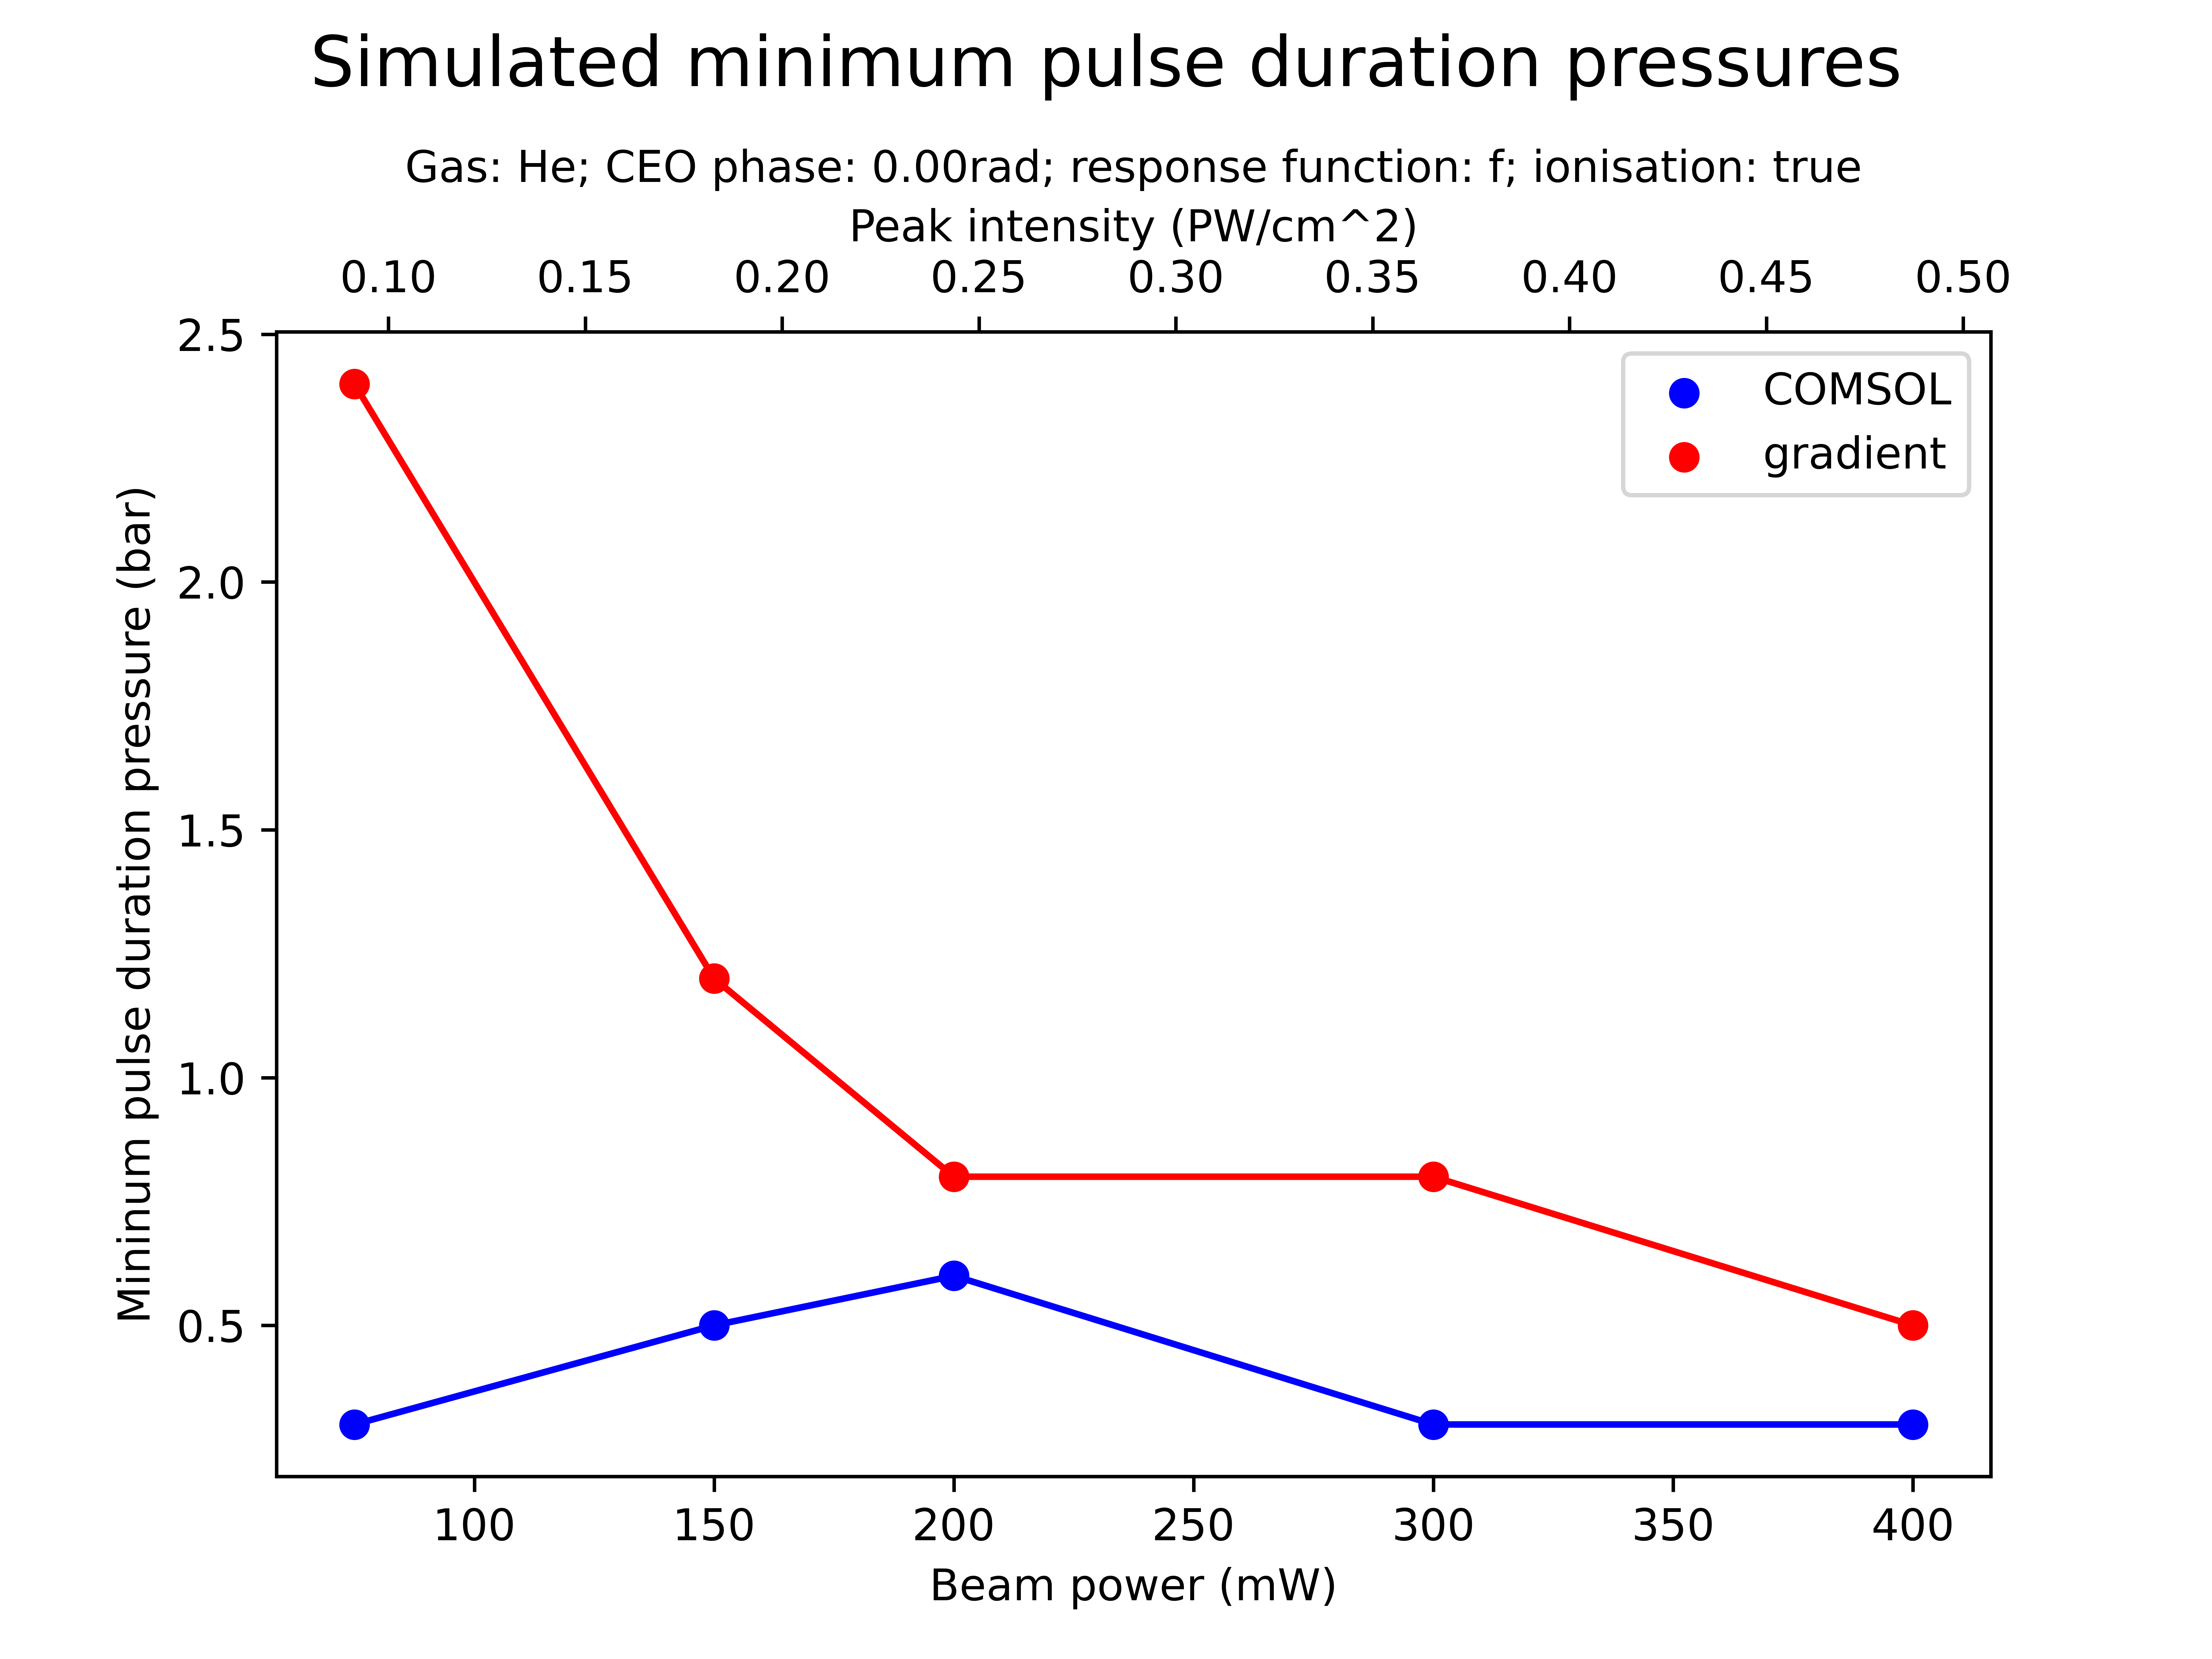 Simulated minimum pulse duration pressures
Gas: He; CEO phase: 0.00rad; response function: f; ionisation: true
Peak intensity (PW/cm^2)
0.10 0.15 0.20 0.25 0.30 0.35 0.40 0.45 0.50
COMSOL
gradient
Mininum pulse duration pressure (bar)
2.5
2.0
1.5
1.0
0.5
100 150 200 250 300 350 400
Beam power (mW)